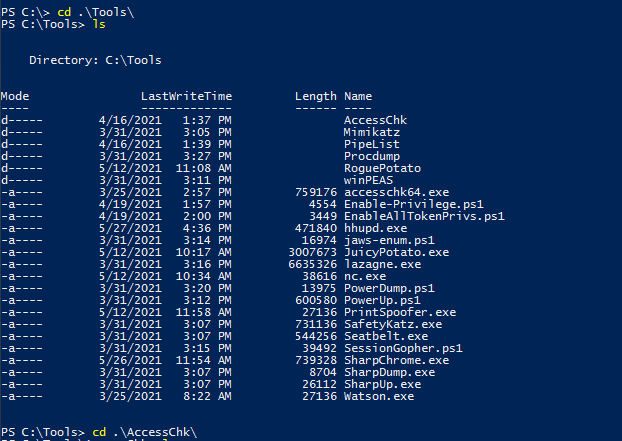 PS C:\> cd .\Tools\
PS C:\Tools> ls
Directory: C:\Tools
Mode LastWriteTime Length Name
---- ------------- ------ ----
d----- 4/16/2021 1:37 PM AccessChk
d----- 3/31/2021 3:05 PM Mimikatz
d----- 4/16/2021 1:39 PM PipeList
d----- 3/31/2021 3:27 PM Procdump
d----- 5/12/2021 11:08 AM RoguePotato
d----- 3/31/2021 3:11 PM winPEAS
-a---- 3/25/2021 2:57 PM 759176 accesschk64.exe
-a---- 4/19/2021 1:57 PM 4554 Enable-Privilege.ps1
-a---- 4/19/2021 2:00 PM 3449 EnableAllTokenPrivs.ps1
-a---- 5/27/2021 4:36 PM 471840 hhupd.exe
-a---- 3/31/2021 3:14 PM 16974 jaws-enum.ps1
-a---- 5/12/2021 10:17 AM 3007673 JuicyPotato.exe
-a---- 3/31/2021 3:16 PM 6635326 lazagne.exe
-a---- 5/12/2021 10:34 AM 38616 nc.exe
-a---- 3/31/2021 3:20 PM 13975 PowerDump.ps1
-a---- 3/31/2021 3:12 PM 600580 PowerUp.ps1
-a---- 5/12/2021 11:58 AM 27136 PrintSpoofer.exe
-a---- 3/31/2021 3:07 PM 731136 SafetyKatz.exe
-a---- 3/31/2021 3:07 PM 544256 Seatbelt.exe
-a---- 3/31/2021 3:15 PM 39492 SessionGopher.ps1
-a---- 5/26/2021 11:54 AM 739328 SharpChrome.exe
-a---- 3/31/2021 3:07 PM 8704 SharpDump.exe
-a---- 3/31/2021 3:07 PM 26112 SharpUp.exe
-a---- 3/25/2021 8:22 AM 27136 Watson.exe
PS C:\Tools> cd .\AccessChk\